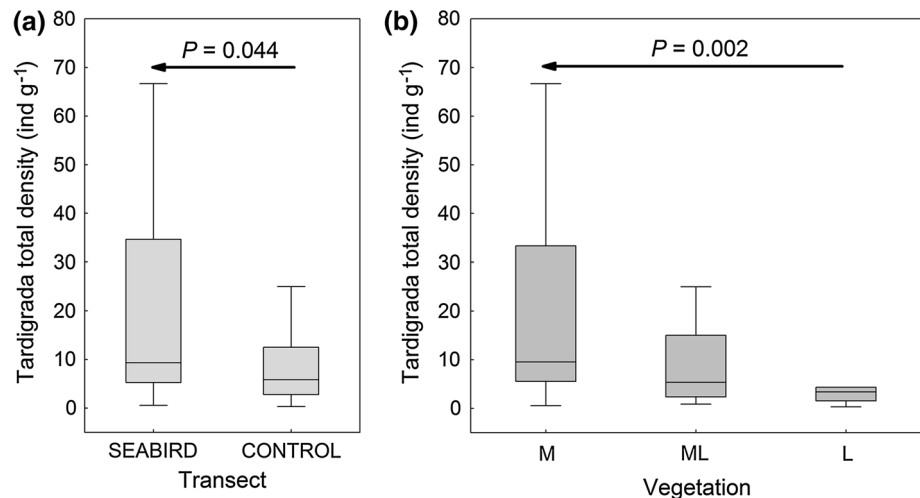 (a)
P = 0.044
Tardigrada total density (ind g⁻¹)
80
70
60
50
40
30
20
10
0
SEABIRD CONTROL
Transect
(b)
P = 0.002
Tardigrada total density (ind g⁻¹)
80
70
60
50
40
30
20
10
0
M ML L
Vegetation